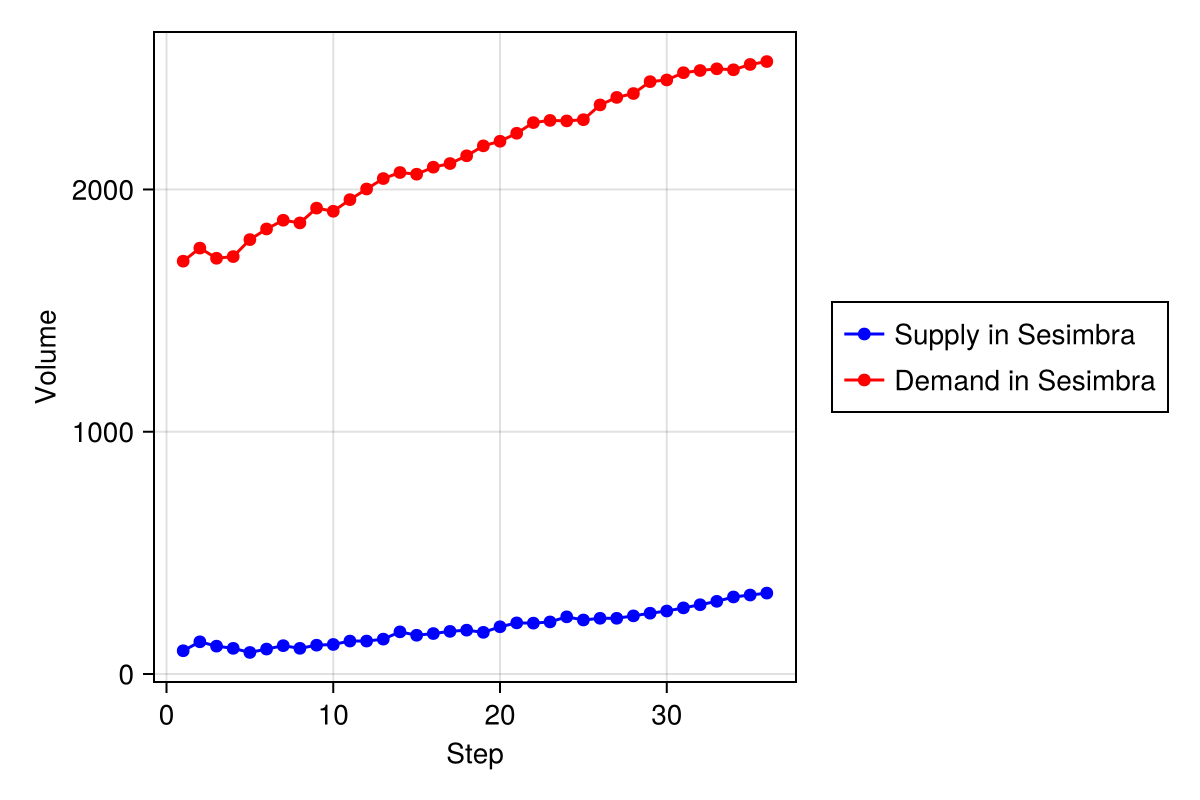 2000
1000
0
0 10 20 30
Volume
Step
Supply in Sesimbra
Demand in Sesimbra